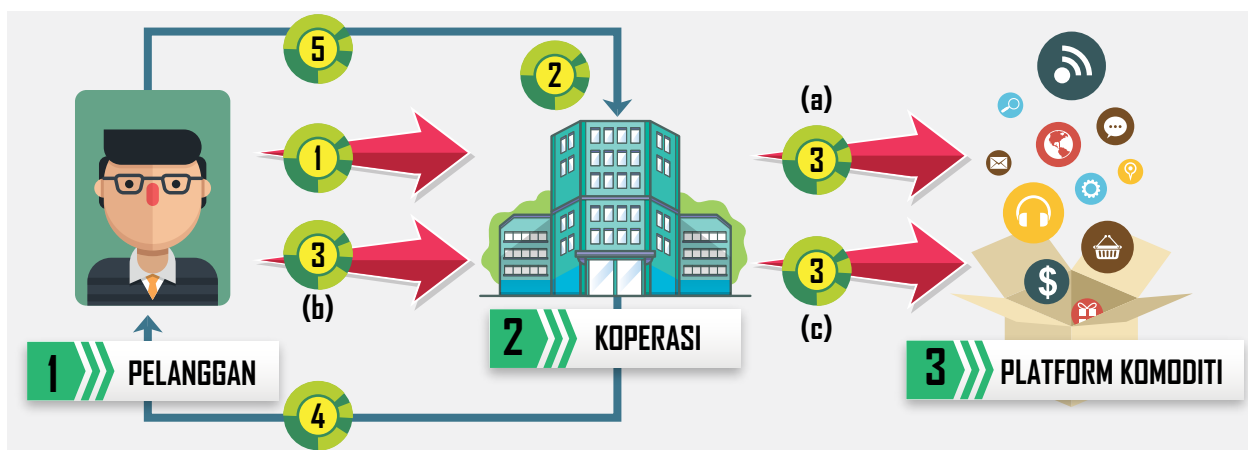 5
2
(a)
1
3
3
(b)
3
(c)
1 PELANGGAN
2 KOPERASI
3 PLATFORM KOMODITI
4
$